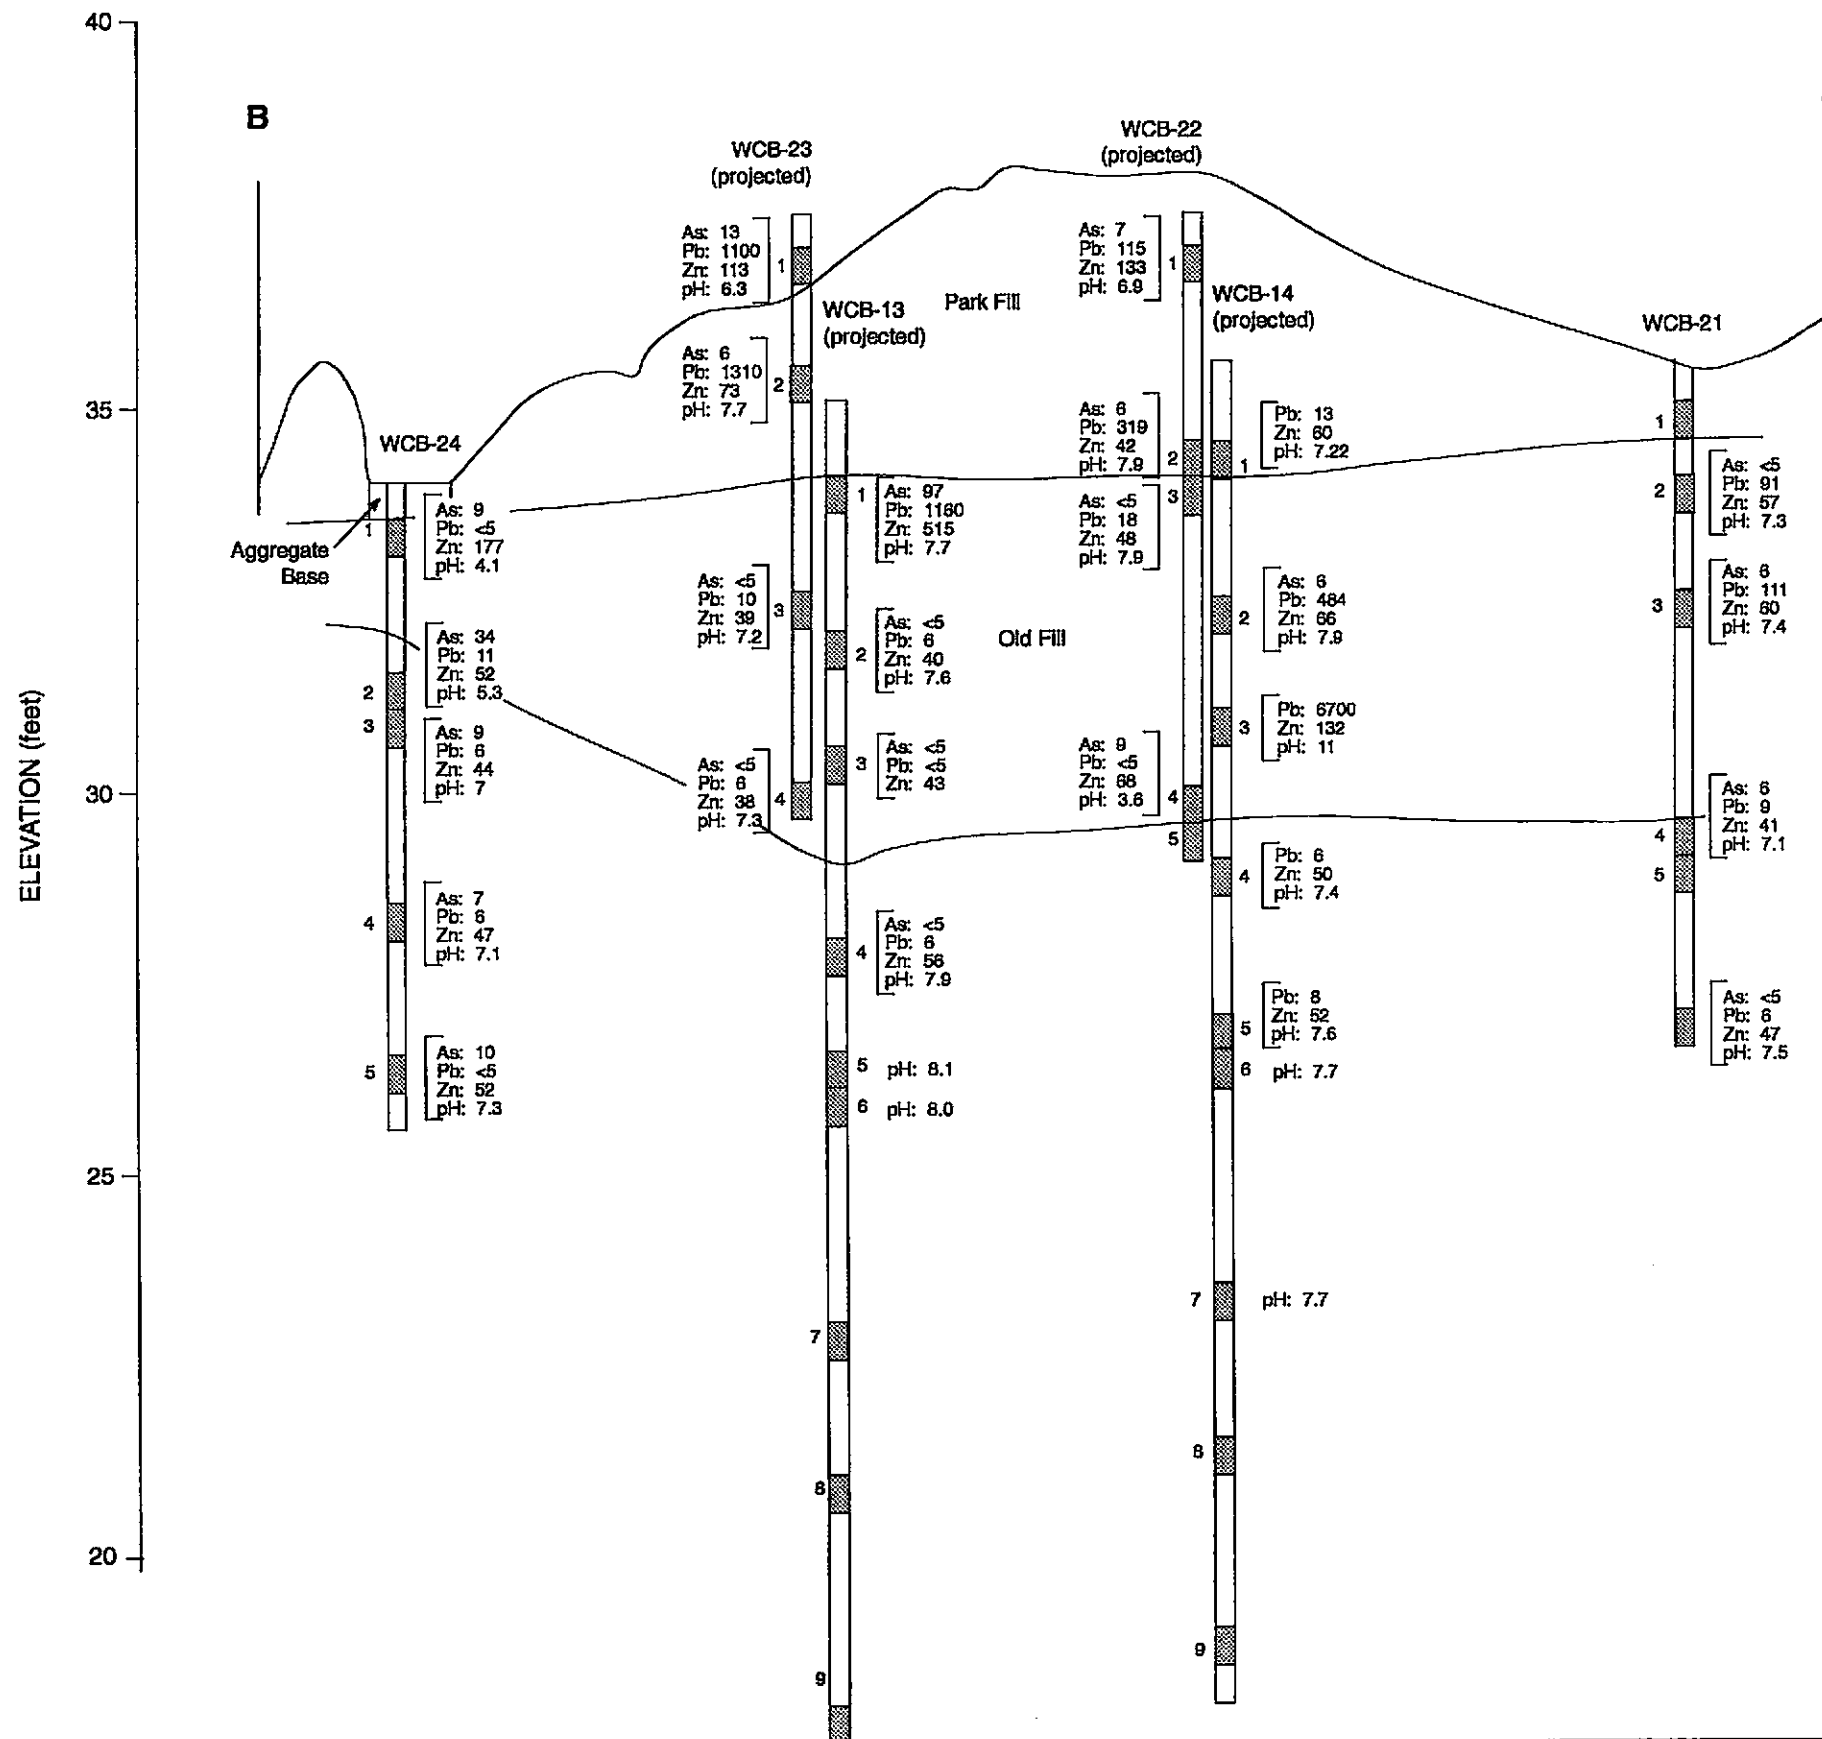 40
B
WCB-22
(projected)
WCB-23
(projected)
As: 13
Pb: 1100
Zn: 113
pH: 6.3
1
As: 7
Pb: 115
Zn: 133
pH: 6.9
1
WCB-13
(projected)
Park Fill
WCB-14
(projected)
WCB-21
As: 6
Pb: 1310
Zn: 73
pH: 7.7
2
35
As: 6
Pb: 319
Zn: 42
pH: 7.9
2
Pb: 13
Zn: 60
pH: 7.22
1
1
WCB-24
As: <5
Pb: 91
Zn: 57
pH: 7.3
2
As: 97
Pb: 1160
Zn: 515
pH: 7.7
1
As: <5
Pb: 18
Zn: 48
pH: 7.9
3
As: 9
Pb: <5
Zn: 177
pH: 4.1
1
Aggregate
Base
As: <5
Pb: 10
Zn: 39
pH: 7.2
3
As: 6
Pb: 484
Zn: 66
pH: 7.9
2
As: 6
Pb: 111
Zn: 60
pH: 7.4
3
As: <5
Pb: 6
Zn: 40
pH: 7.6
2
Old Fill
As: 34
Pb: 11
Zn: 52
pH: 5.3
2
3
As: 9
Pb: 6
Zn: 44
pH: 7
Pb: 6700
Zn: 132
pH: 11
3
As: <5
Pb: <5
Zn: 43
3
As: 9
Pb: <5
Zn: 68
pH: 3.6
4
5
As: <5
Pb: 6
Zn: 38
pH: 7.3
4
30
ELEVATION (feet)
As: 6
Pb: 9
Zn: 41
pH: 7.1
4
5
Pb: 6
Zn: 50
pH: 7.4
4
As: 7
Pb: 6
Zn: 47
pH: 7.1
4
As: <5
Pb: 6
Zn: 56
pH: 7.9
4
Pb: 8
Zn: 52
pH: 7.6
5
As: <5
Pb: 6
Zn: 47
pH: 7.5
As: 10
Pb: <5
Zn: 52
pH: 7.3
5
5 pH: 8.1
6 pH: 7.7
6 pH: 8.0
25
7 pH: 7.7
7
8
8
20
9
9